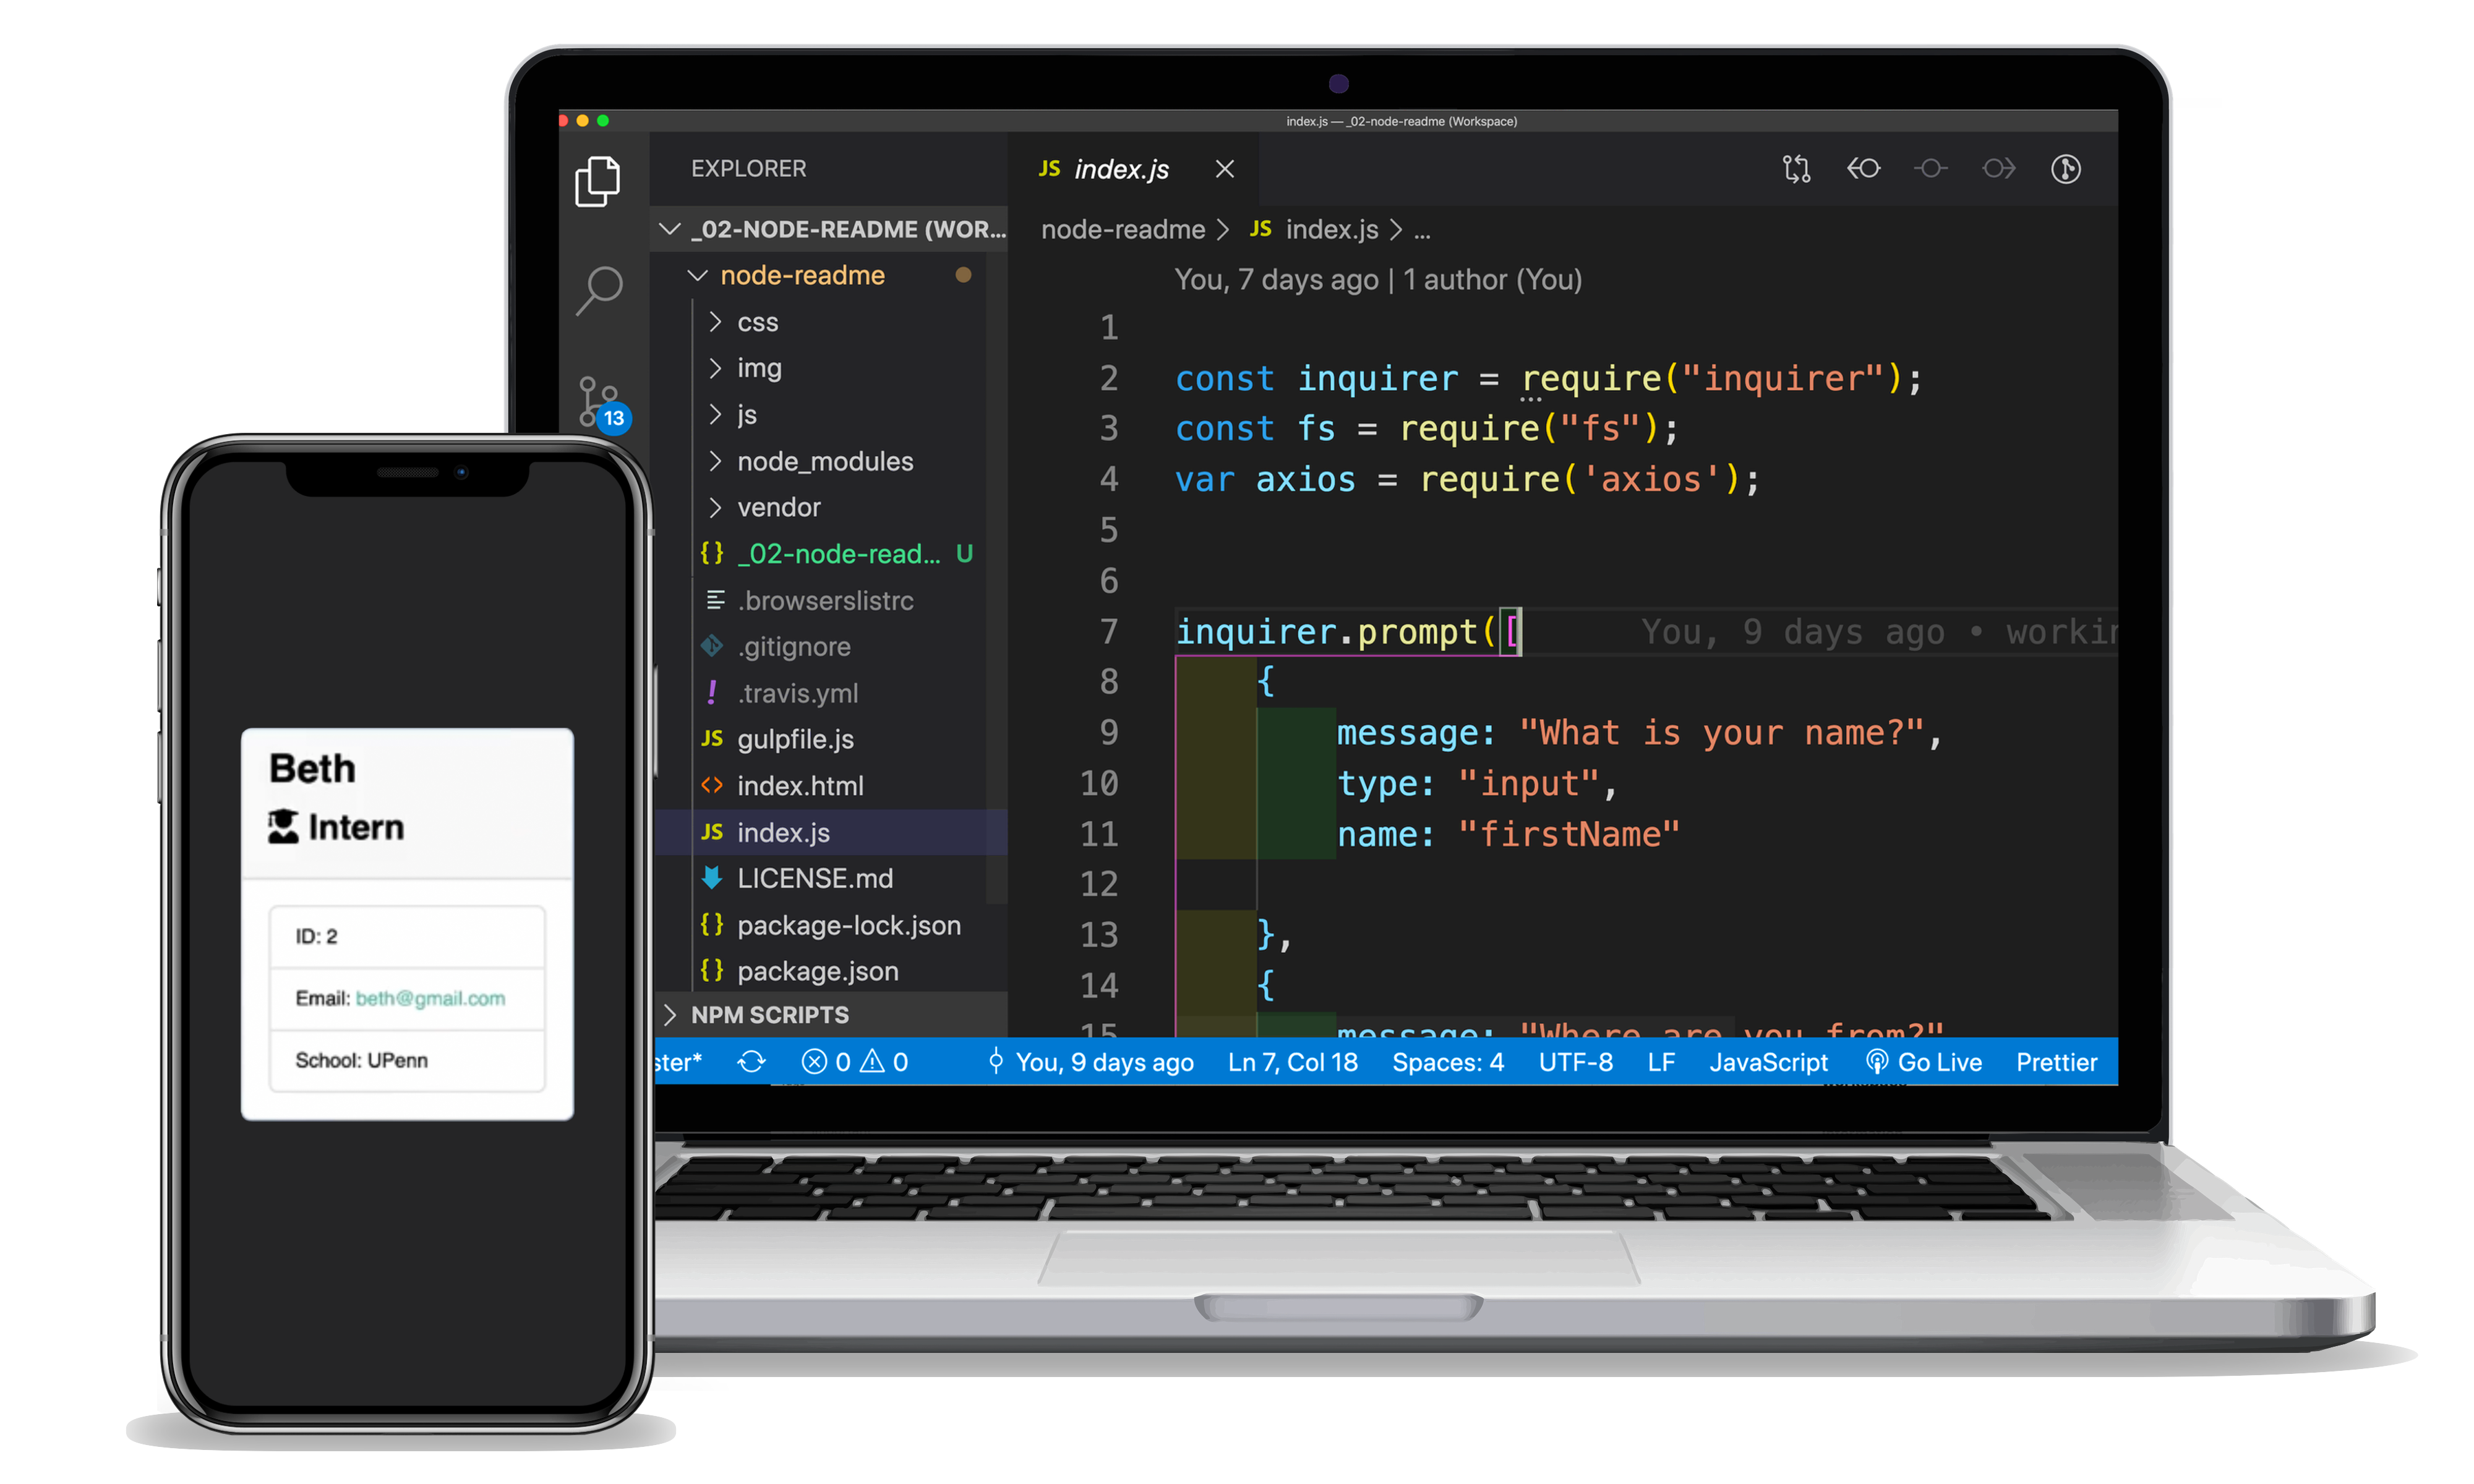 index.js — _02-node-readme (Workspace)
EXPLORER
_02-NODE-README (WOR...
node-readme
css
img
js
node_modules
vendor
{} _02-node-read... U
.browserslistrc
.gitignore
! .travis.yml
JS gulpfile.js
<> index.html
JS index.js
LICENSE.md
{} package-lock.json
{} package.json
NPM SCRIPTS
13
JS index.js
node-readme > JS index.js > ...
You, 7 days ago | 1 author (You)
1
2 const inquirer = require("inquirer");
3 const fs = require("fs");
4 var axios = require('axios');
5
6
7 inquirer.prompt([ You, 9 days ago • workin
8 {
9 message: "What is your name?",
10 type: "input",
11 name: "firstName"
12
13 },
14 {
15 message: "Where are you from?"
ster* 0 0 You, 9 days ago Ln 7, Col 18 Spaces: 4 UTF-8 LF JavaScript Go Live Prettier
Beth
Intern
ID: 2
Email: beth@gmail.com
School: UPenn